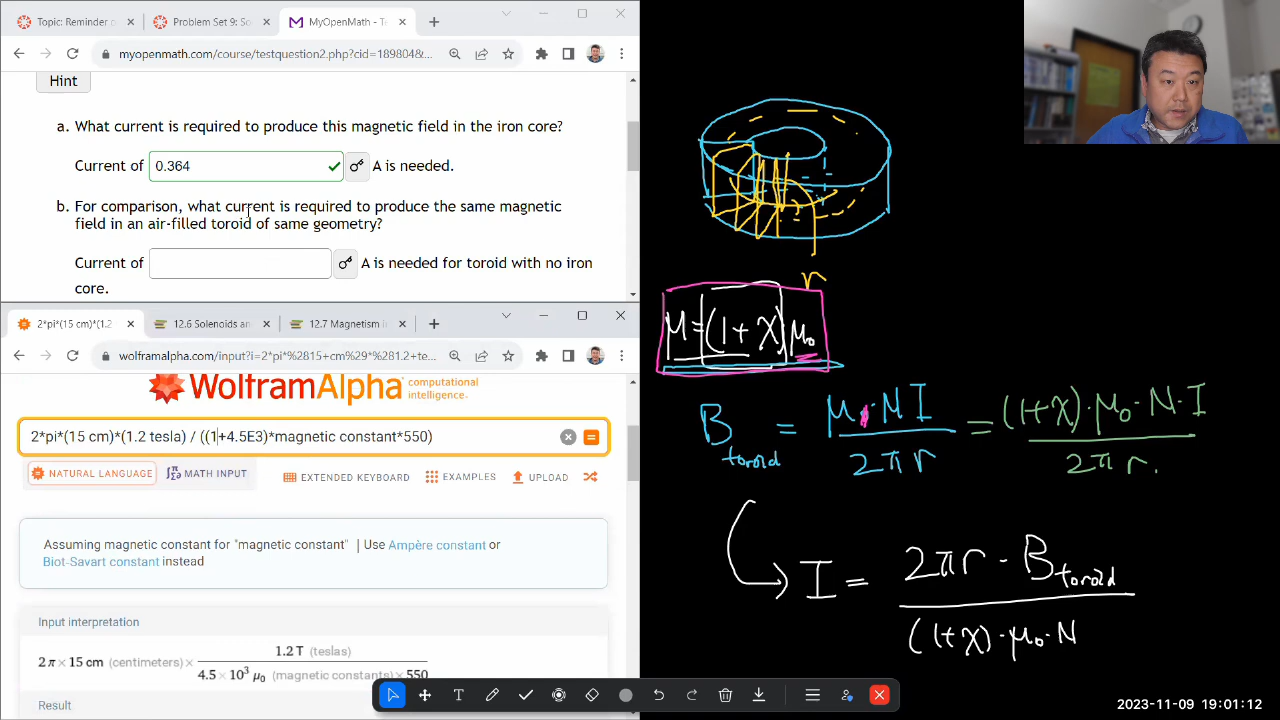 Topic: Reminder
Problem Set 9: So
MyOpenMath - Te
myopenmath.com/course/testquestion2.php?cid=189804&...
Hint
a. What current is required to produce this magnetic field in the iron core?
Current of 0.364 A is needed.
b. For comparison, what current is required to produce the same magnetic
field in an air-filled toroid of same geometry?
Current of A is needed for toroid with no iron
core.
2*pi*(15 cm)*(1.2
12.6 Solenoids an
12.7 Magnetism i
wolframalpha.com/input?i=2*pi*%2815+cm%29*%281.2+te...
WolframAlpha computational
intelligence.
2*pi*(15 cm)*(1.2 tesla) / ((1+4.5E3)*magnetic constant*550)
NATURAL LANGUAGE
MATH INPUT
EXTENDED KEYBOARD
EXAMPLES
UPLOAD
Assuming magnetic constant for "magnetic constant" | Use Ampère constant or
Biot-Savart constant instead
Input interpretation
2 π × 15 cm (centimeters) × 1.2 T (teslas)
4.5 × 10³ μ₀ (magnetic constants) × 550
Result
r
μ = (1 + χ) μ₀
B toroid = μ · N I / 2 π r = (1+χ) · μ₀ · N · I / 2 π r.
I = 2πr · B toroid / (1+χ) · μ₀ · N
T
2023-11-09 19:01:12